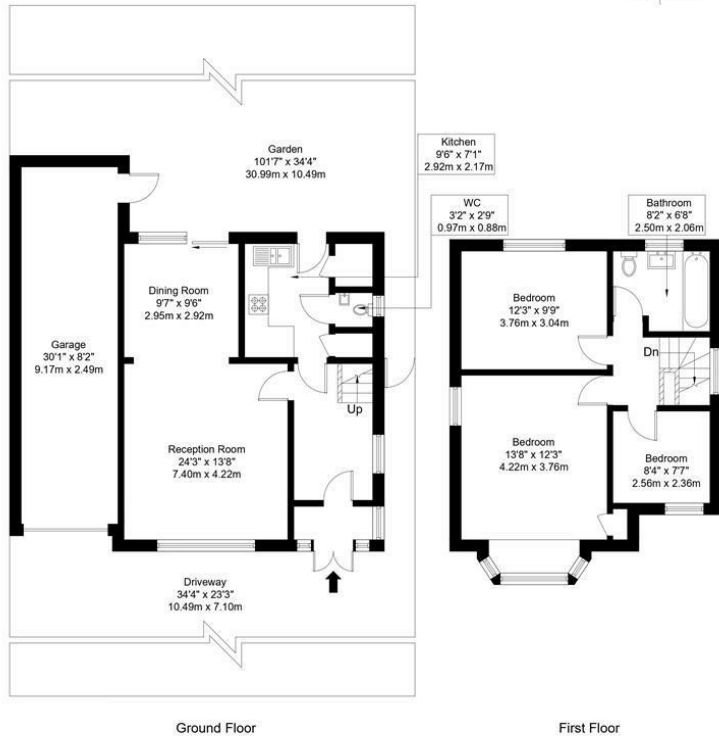 Garden
101'7" x 34'4"
30.99m x 10.49m
Kitchen
9'6" x 7'1"
2.92m x 2.17m
WC
3'2" x 2'9"
0.97m x 0.88m
Bathroom
8'2" x 6'8"
2.50m x 2.06m
Dining Room
9'7" x 9'6"
2.95m x 2.92m
Bedroom
12'3" x 9'9"
3.76m x 3.04m
Garage
30'1" x 8'2"
9.17m x 2.49m
Dn
Up
Reception Room
24'3" x 13'8"
7.40m x 4.22m
Bedroom
13'8" x 12'3"
4.22m x 3.76m
Bedroom
8'4" x 7'7"
2.56m x 2.36m
Driveway
34'4" x 23'3"
10.49m x 7.10m
Ground Floor
First Floor